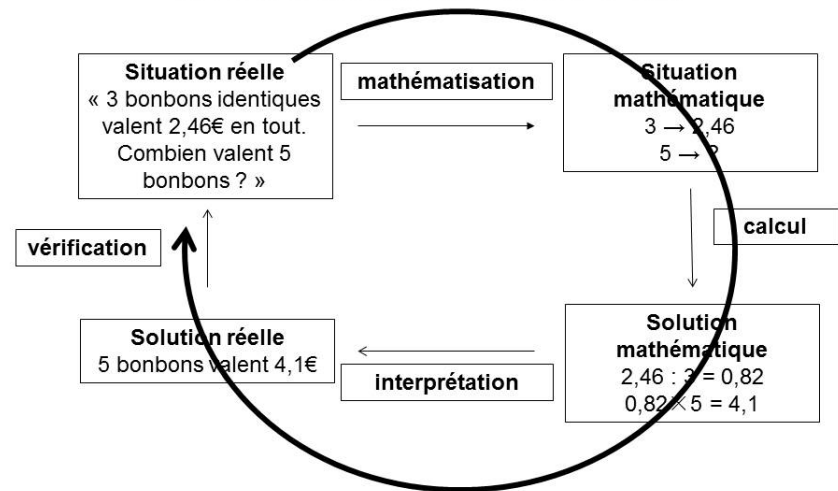 Situation réelle
« 3 bonbons identiques
valent 2,46€ en tout.
Combien valent 5
bonbons ? »
mathématisation
Situation
mathématique
3 → 2,46
5 → ?
calcul
Solution
mathématique
2,46 : 3 = 0,82
0,82 × 5 = 4,1
interprétation
Solution réelle
5 bonbons valent 4,1€
vérification